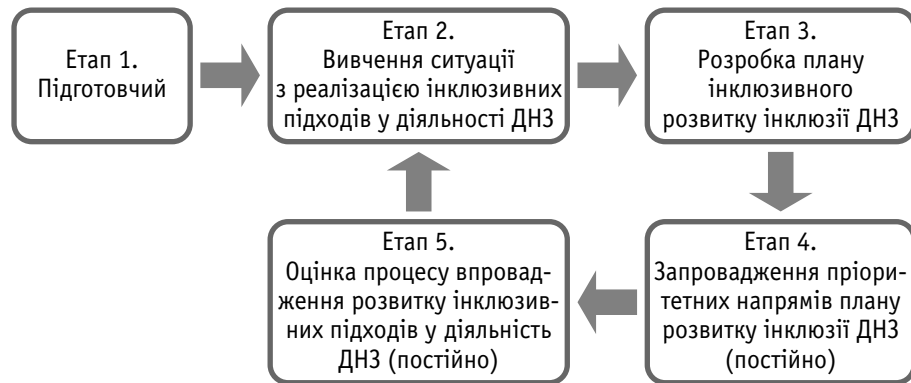 Етап 1.
Підготовчий
Етап 2.
Вивчення ситуації
з реалізацією інклюзивних
підходів у діяльності ДНЗ
Етап 3.
Розробка плану
інклюзивного
розвитку інклюзії ДНЗ
Етап 4.
Запровадження пріори-
тетних напрямів плану
розвитку інклюзії ДНЗ
(постійно)
Етап 5.
Оцінка процесу впровад-
ження розвитку інклюзив-
них підходів у діяльність
ДНЗ (постійно)